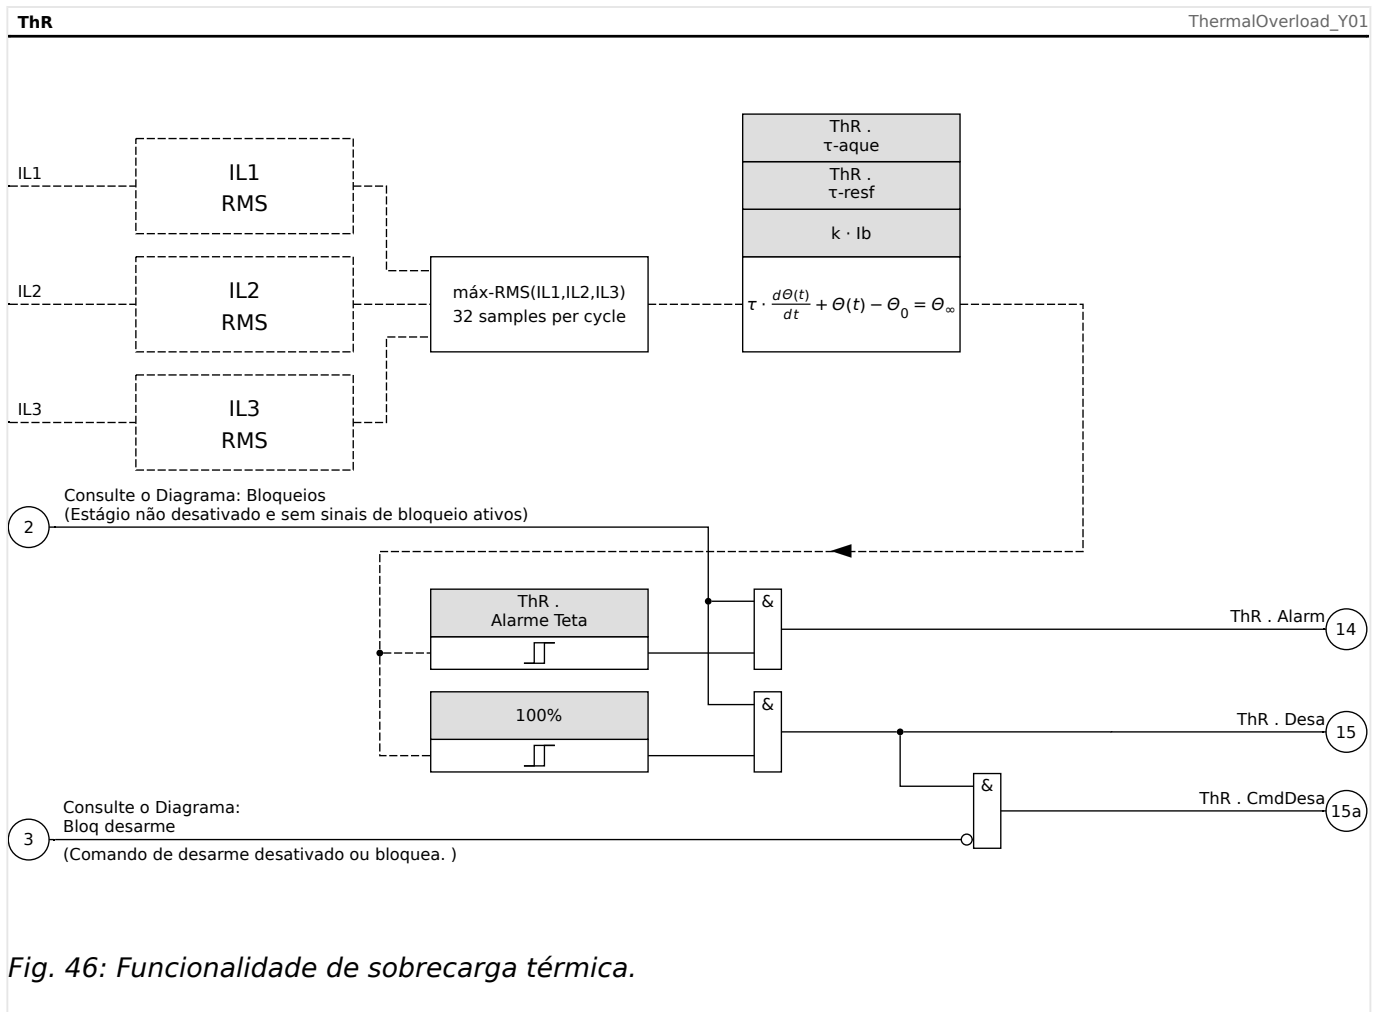 ThR
ThermalOverload_Y01
ThR .
τ-aque
ThR .
τ-resf
k · Ib
IL1
IL1
RMS
IL2
IL2
RMS
máx-RMS(IL1,IL2,IL3)
32 samples per cycle
τ · dΘ(t)/dt + Θ(t) − Θ0 = Θ∞
IL3
IL3
RMS
Consulte o Diagrama: Bloqueios
(Estágio não desativado e sem sinais de bloqueio ativos)
2
ThR .
Alarme Teta
&
ThR . Alarm
14
100%
&
ThR . Desa
15
&
ThR . CmdDesa
15a
Consulte o Diagrama:
Bloq desarme
3
(Comando de desarme desativado ou bloquea. )
Fig. 46: Funcionalidade de sobrecarga térmica.